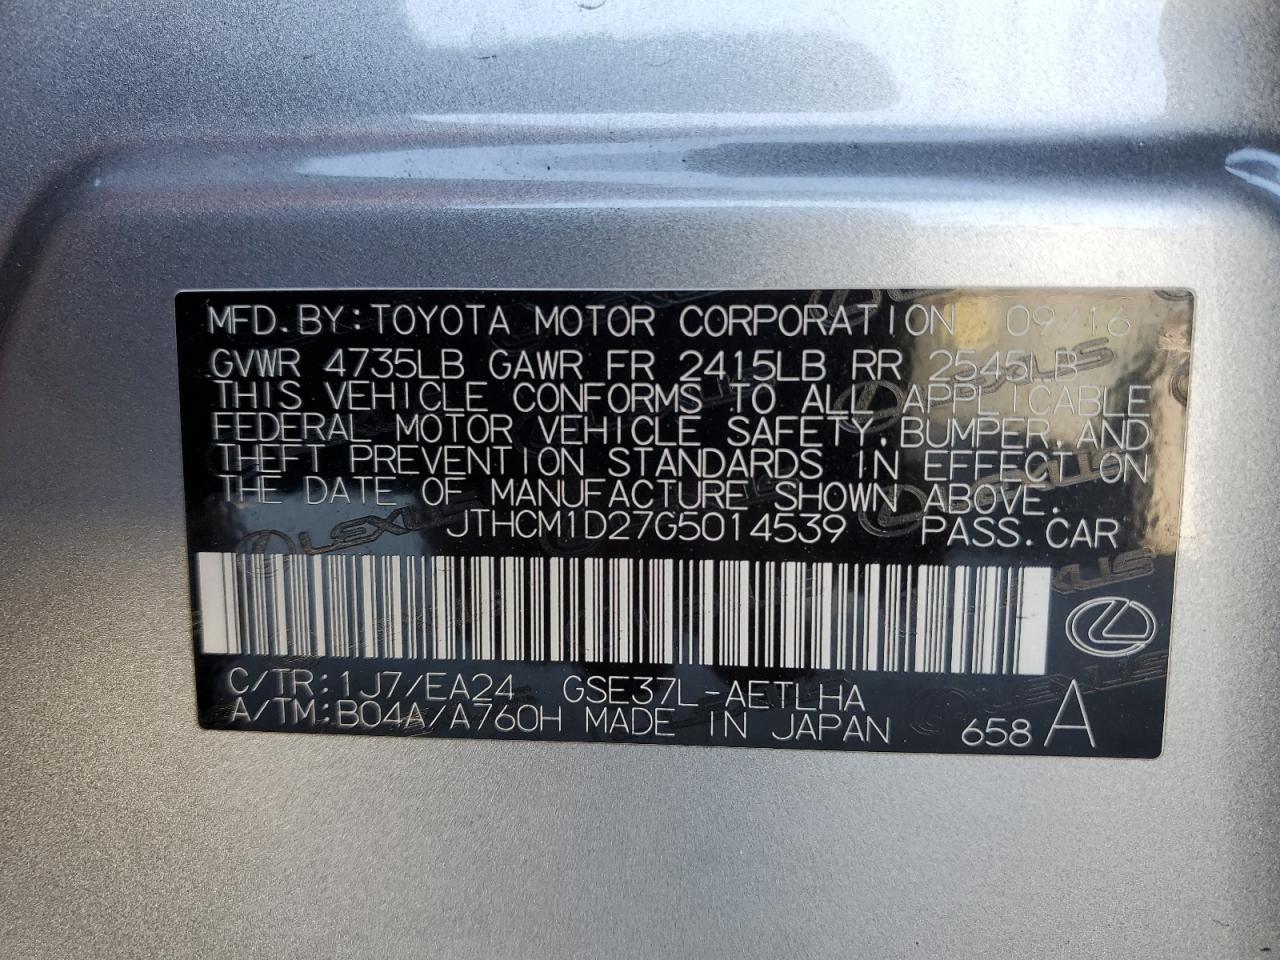 MFD.BY:TOYOTA MOTOR CORPORATION 09/16
GVWR 4735LB GAWR FR 2415LB RR 2545LB
THIS VEHICLE CONFORMS TO ALL APPLICABLE
FEDERAL MOTOR VEHICLE SAFETY,BUMPER,AND
THEFT PREVENTION STANDARDS IN EFFECT ON
THE DATE OF MANUFACTURE SHOWN ABOVE.
JTHCM1D27G5014539 PASS.CAR
C/TR:1J7/EA24 GSE37L-AETLHA
A/TM:B04A/A760H MADE IN JAPAN 658 A
LEXUS